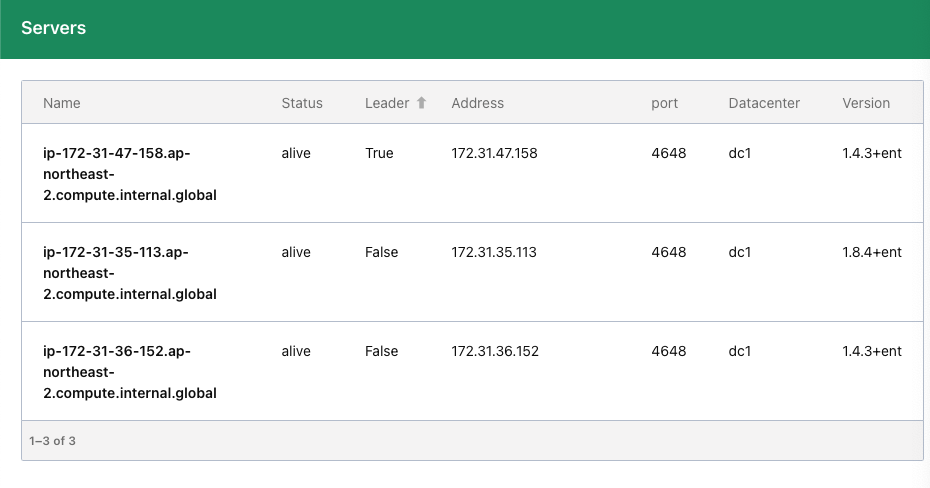 Servers
Name Status Leader Address port Datacenter Version
ip-172-31-47-158.ap- alive True 172.31.47.158 4648 dc1 1.4.3+ent
northeast-
2.compute.internal.global
ip-172-31-35-113.ap- alive False 172.31.35.113 4648 dc1 1.8.4+ent
northeast-
2.compute.internal.global
ip-172-31-36-152.ap- alive False 172.31.36.152 4648 dc1 1.4.3+ent
northeast-
2.compute.internal.global
1–3 of 3